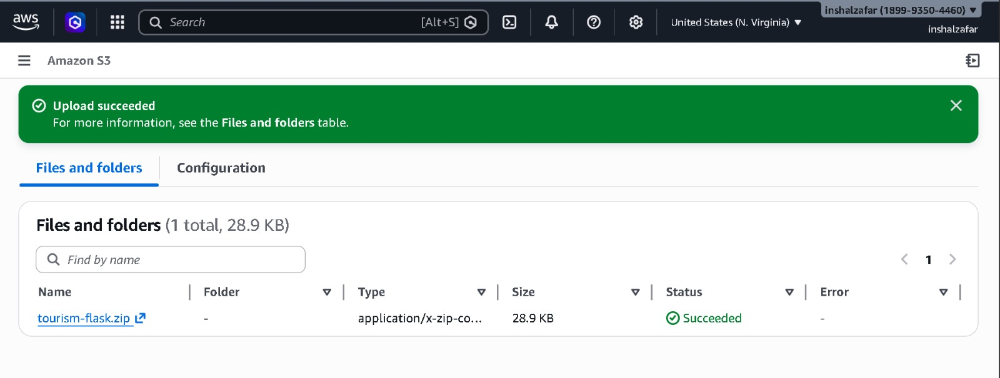 aws
Search
[Alt+S]
United States (N. Virginia)
inshalzafar (1899-9350-4460)
inshalzafar
Amazon S3
Upload succeeded
For more information, see the Files and folders table.
Files and folders
Configuration
Files and folders (1 total, 28.9 KB)
Find by name
1
Name Folder Type Size Status Error
tourism-flask.zip - application/x-zip-co... 28.9 KB Succeeded -